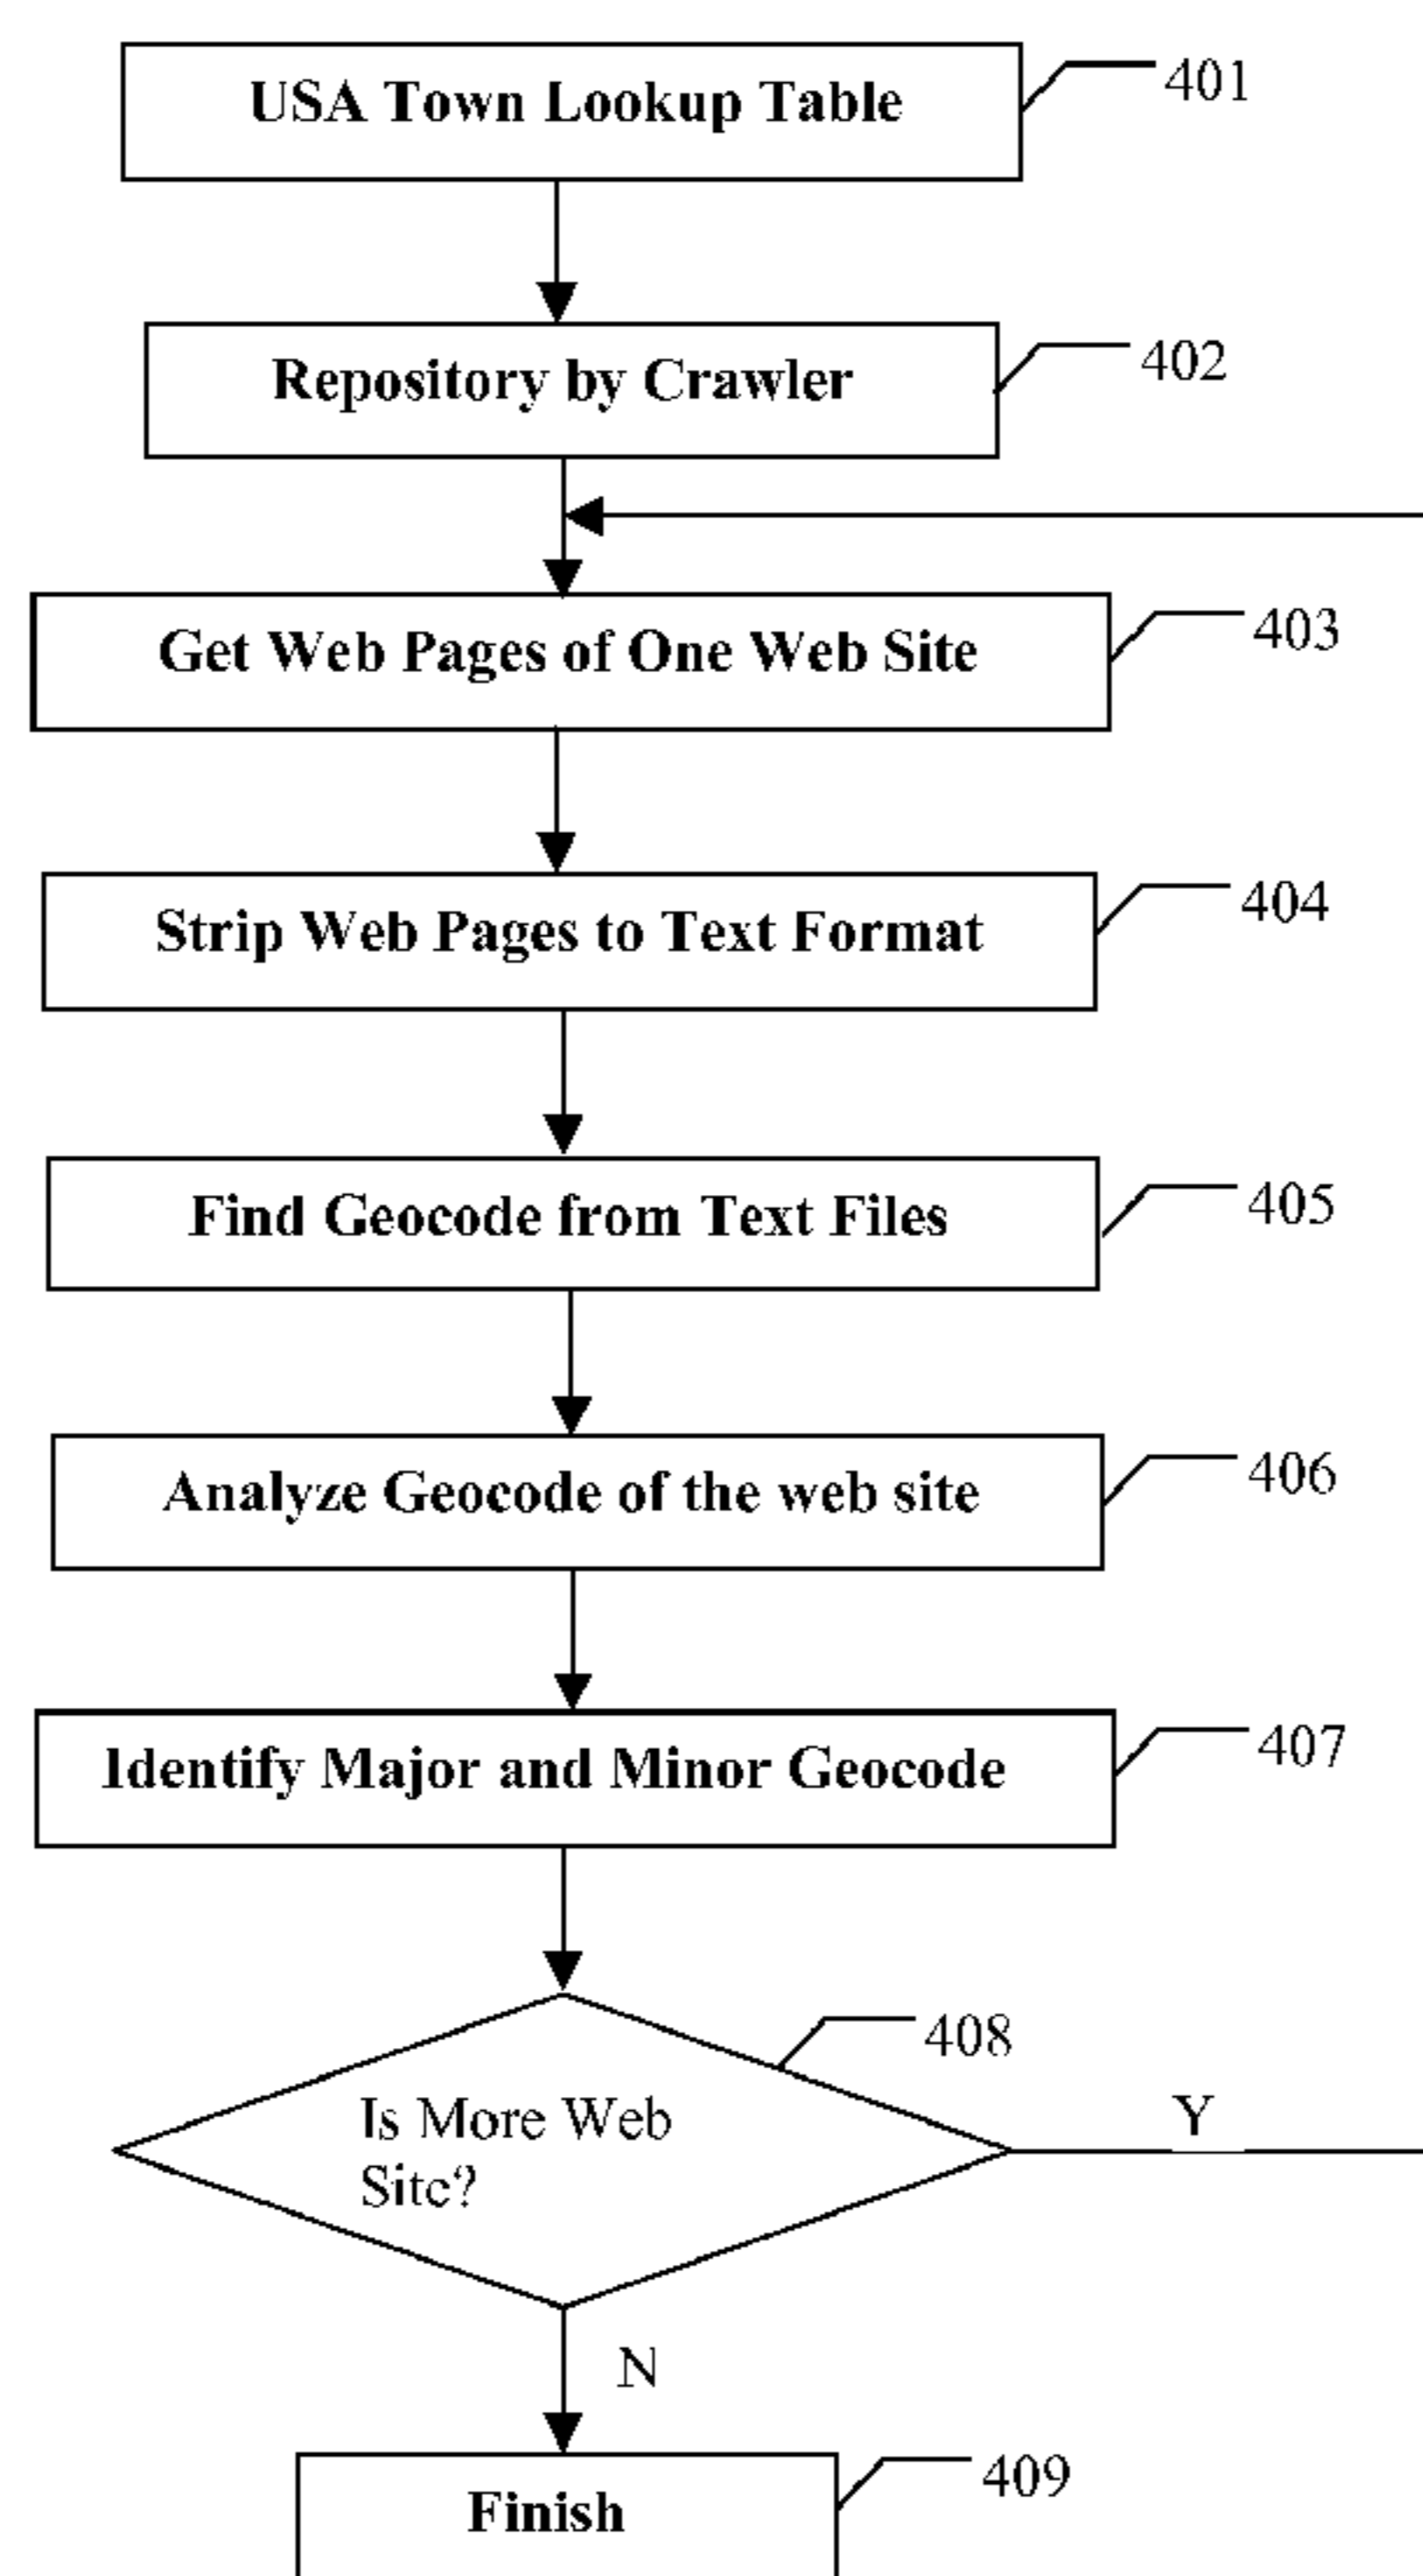 USA Town Lookup Table
401
Repository by Crawler
402
Get Web Pages of One Web Site
403
Strip Web Pages to Text Format
404
Find Geocode from Text Files
405
Analyze Geocode of the web site
406
Identify Major and Minor Geocode
407
408
Is More Web
Site?
Y
N
Finish
409